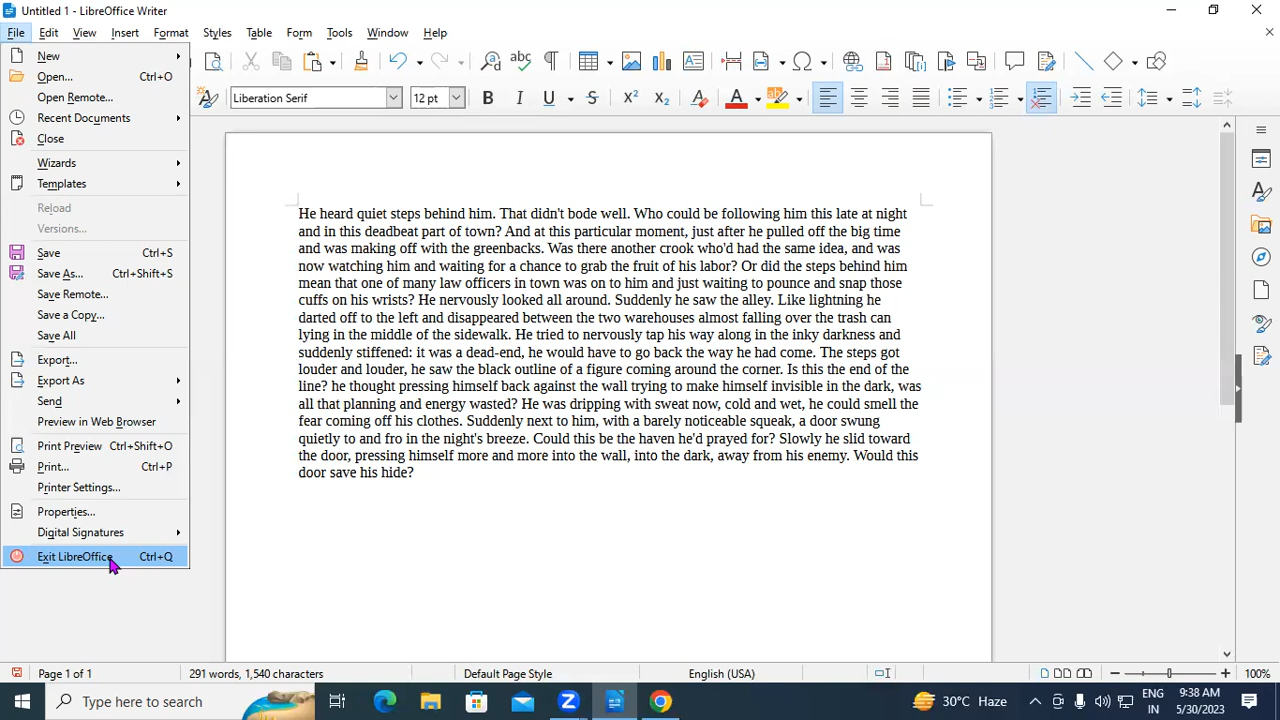 Untitled 1 - LibreOffice Writer
File Edit View Insert Format Styles Table Form Tools Window Help
New
Open... Ctrl+O
Open Remote...
Recent Documents
Close
Wizards
Templates
Reload
Versions...
Save Ctrl+S
Save As... Ctrl+Shift+S
Save Remote...
Save a Copy...
Save All
Export...
Export As
Send
Preview in Web Browser
Print Preview Ctrl+Shift+O
Print... Ctrl+P
Printer Settings...
Properties...
Digital Signatures
Exit LibreOffice Ctrl+Q
Liberation Serif 12 pt
He heard quiet steps behind him. That didn't bode well. Who could be following him this late at night
and in this deadbeat part of town? And at this particular moment, just after he pulled off the big time
and was making off with the greenbacks. Was there another crook who'd had the same idea, and was
now watching him and waiting for a chance to grab the fruit of his labor? Or did the steps behind him
mean that one of many law officers in town was on to him and just waiting to pounce and snap those
cuffs on his wrists? He nervously looked all around. Suddenly he saw the alley. Like lightning he
darted off to the left and disappeared between the two warehouses almost falling over the trash can
lying in the middle of the sidewalk. He tried to nervously tap his way along in the inky darkness and
suddenly stiffened: it was a dead-end, he would have to go back the way he had come. The steps got
louder and louder, he saw the black outline of a figure coming around the corner. Is this the end of the
line? he thought pressing himself back against the wall trying to make himself invisible in the dark, was
all that planning and energy wasted? He was dripping with sweat now, cold and wet, he could smell the
fear coming off his clothes. Suddenly next to him, with a barely noticeable squeak, a door swung
quietly to and fro in the night's breeze. Could this be the haven he'd prayed for? Slowly he slid toward
the door, pressing himself more and more into the wall, into the dark, away from his enemy. Would this
door save his hide?
Page 1 of 1 291 words, 1,540 characters Default Page Style English (USA) 100%
Type here to search 30°C Haze ENG IN 9:38 AM 5/30/2023